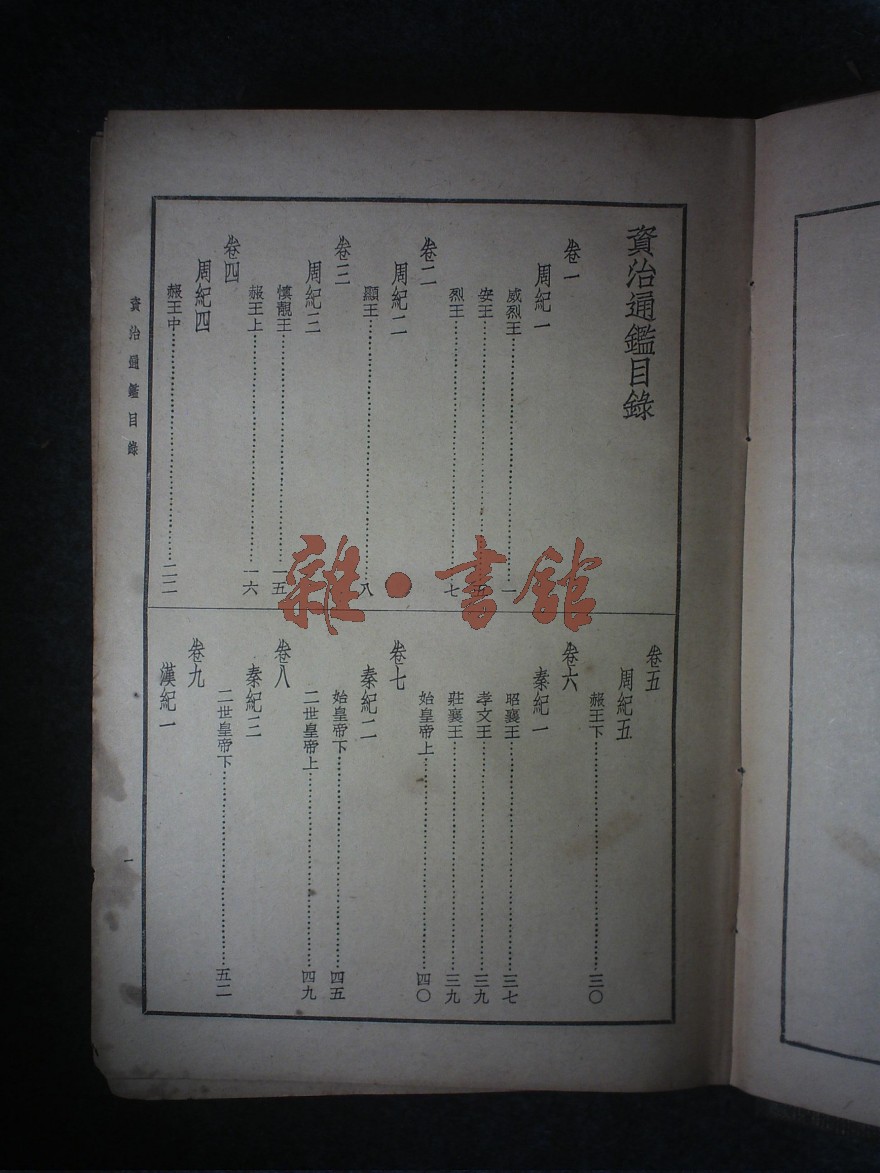 資治通鑑目錄
卷一
周紀一
威烈王……一
安王……五
烈王……七
卷二
周紀二
顯王……八
卷三
周紀三
慎靚王……一五
赧王上……一六
卷四
周紀四
赧王中……二二
卷五
周紀五
赧王下……三〇
卷六
秦紀一
昭襄王……三七
孝文王……三九
莊襄王……三九
始皇帝上……四〇
卷七
秦紀二
始皇帝下……四五
二世皇帝上……四九
卷八
秦紀三
二世皇帝下……五二
卷九
漢紀一
資治通鑑目錄
一
雜·書館